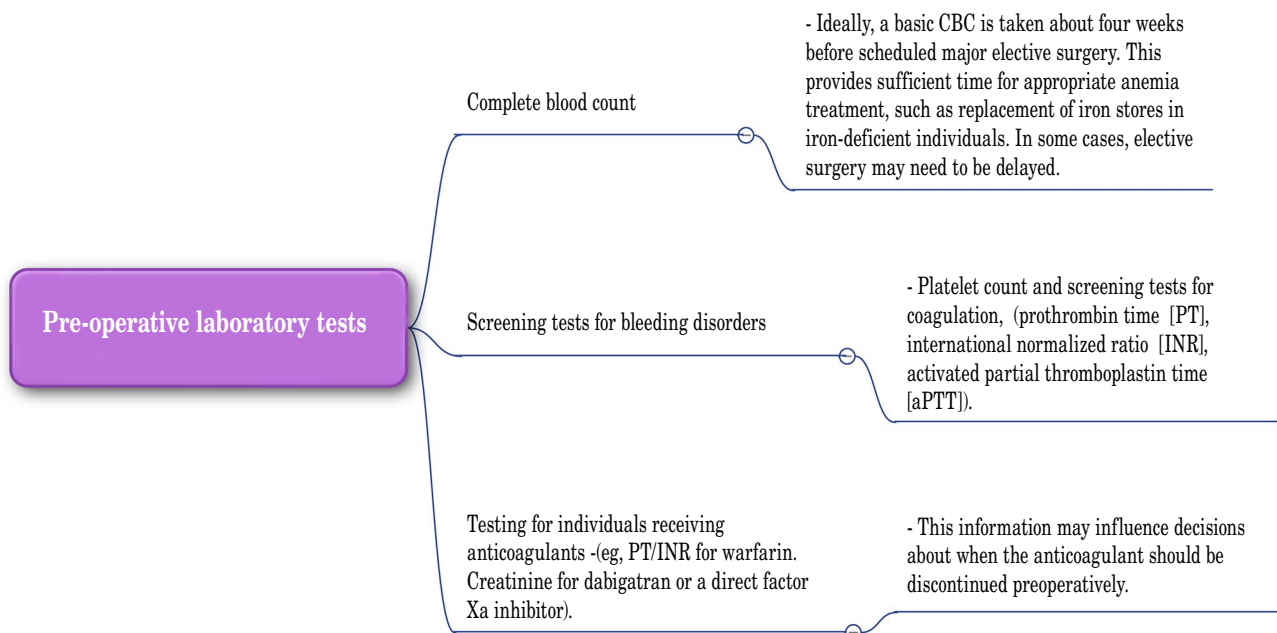 Pre-operative laboratory tests
Complete blood count
- Ideally, a basic CBC is taken about four weeks
before scheduled major elective surgery. This
provides sufficient time for appropriate anemia
treatment, such as replacement of iron stores in
iron-deficient individuals. In some cases, elective
surgery may need to be delayed.
Screening tests for bleeding disorders
- Platelet count and screening tests for
coagulation, (prothrombin time [PT],
international normalized ratio [INR],
activated partial thromboplastin time
[aPTT]).
Testing for individuals receiving
anticoagulants -(eg, PT/INR for warfarin.
Creatinine for dabigatran or a direct factor
Xa inhibitor).
- This information may influence decisions
about when the anticoagulant should be
discontinued preoperatively.